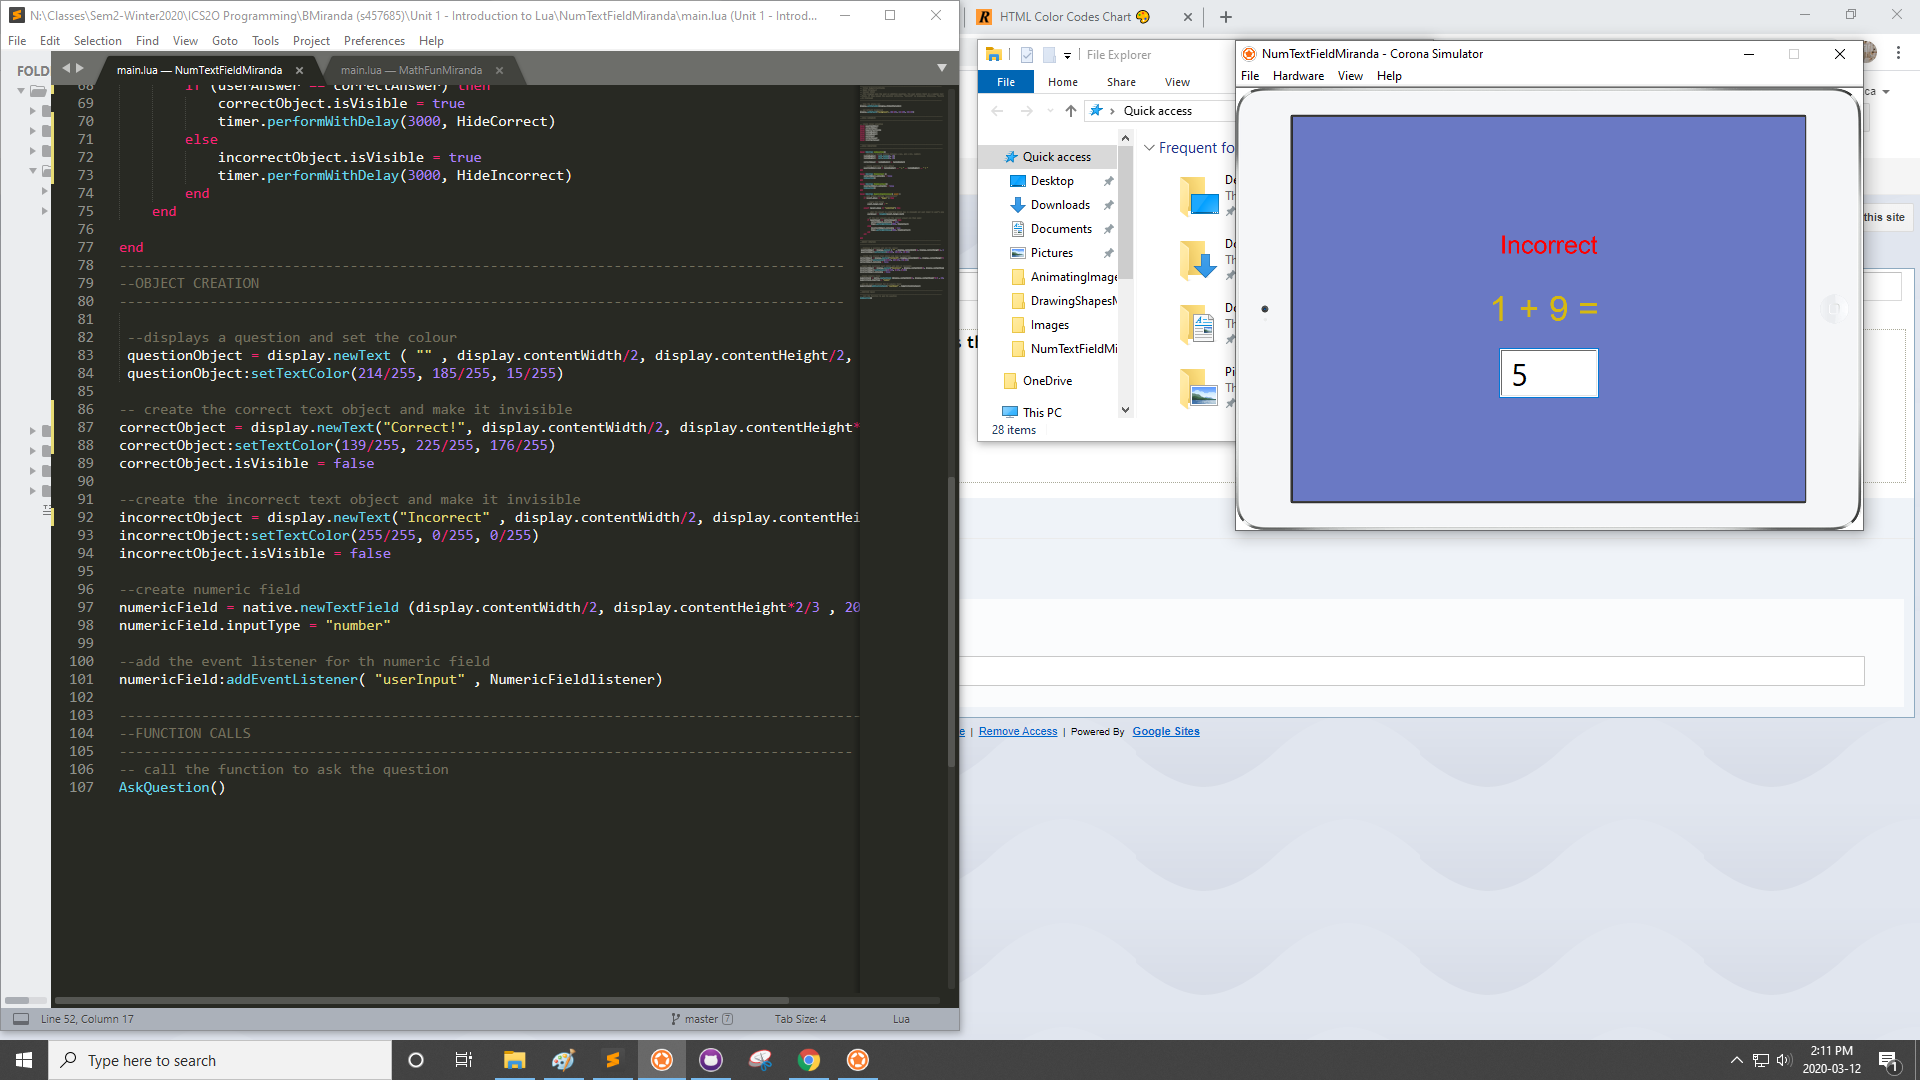 N:\Classes\Sem2-Winter2020\ICS2O Programming\BMiranda (s457685)\Unit 1 - Introduction to Lua\NumTextFieldMiranda\main.lua (Unit 1 - Introd...
File Edit Selection Find View Goto Tools Project Preferences Help
FOLD
main.lua — NumTextFieldMiranda
main.lua — MathFunMiranda
68 if (userAnswer == correctAnswer) then
69 correctObject.isVisible = true
70 timer.performWithDelay(3000, HideCorrect)
71 else
72 incorrectObject.isVisible = true
73 timer.performWithDelay(3000, HideIncorrect)
74 end
75 end
76
77 end
78 ----------------------------------------------------------------------------------------
79 --OBJECT CREATION
80 ----------------------------------------------------------------------------------------
81
82 --displays a question and set the colour
83 questionObject = display.newText ( "" , display.contentWidth/2, display.contentHeight/2,
84 questionObject:setTextColor(214/255, 185/255, 15/255)
85
86 -- create the correct text object and make it invisible
87 correctObject = display.newText("Correct!", display.contentWidth/2, display.contentHeight*
88 correctObject:setTextColor(139/255, 225/255, 176/255)
89 correctObject.isVisible = false
90
91 --create the incorrect text object and make it invisible
92 incorrectObject = display.newText("Incorrect" , display.contentWidth/2, display.contentHei
93 incorrectObject:setTextColor(255/255, 0/255, 0/255)
94 incorrectObject.isVisible = false
95
96 --create numeric field
97 numericField = native.newTextField (display.contentWidth/2, display.contentHeight*2/3 , 20
98 numericField.inputType = "number"
99
100 --add the event listener for th numeric field
101 numericField:addEventListener( "userInput" , NumericFieldlistener)
102
103 ------------------------------------------------------------------------------------------
104 --FUNCTION CALLS
105 -----------------------------------------------------------------------------------------
106 -- call the function to ask the question
107 AskQuestion()
Line 52, Column 17
master 7
Tab Size: 4
Lua
HTML Color Codes Chart
File Explorer
File Home Share View
Quick access
Quick access
Desktop
Downloads
Documents
Pictures
AnimatingImage
DrawingShapesM
Images
NumTextFieldMi
OneDrive
This PC
28 items
Frequent fo
De
Th
Do
Th
Do
Th
Pi
Th
NumTextFieldMiranda - Corona Simulator
File Hardware View Help
Incorrect
1 + 9 =
5
ca
this site
s th
e | Remove Access | Powered By Google Sites
Type here to search
2:11 PM
2020-03-12
1